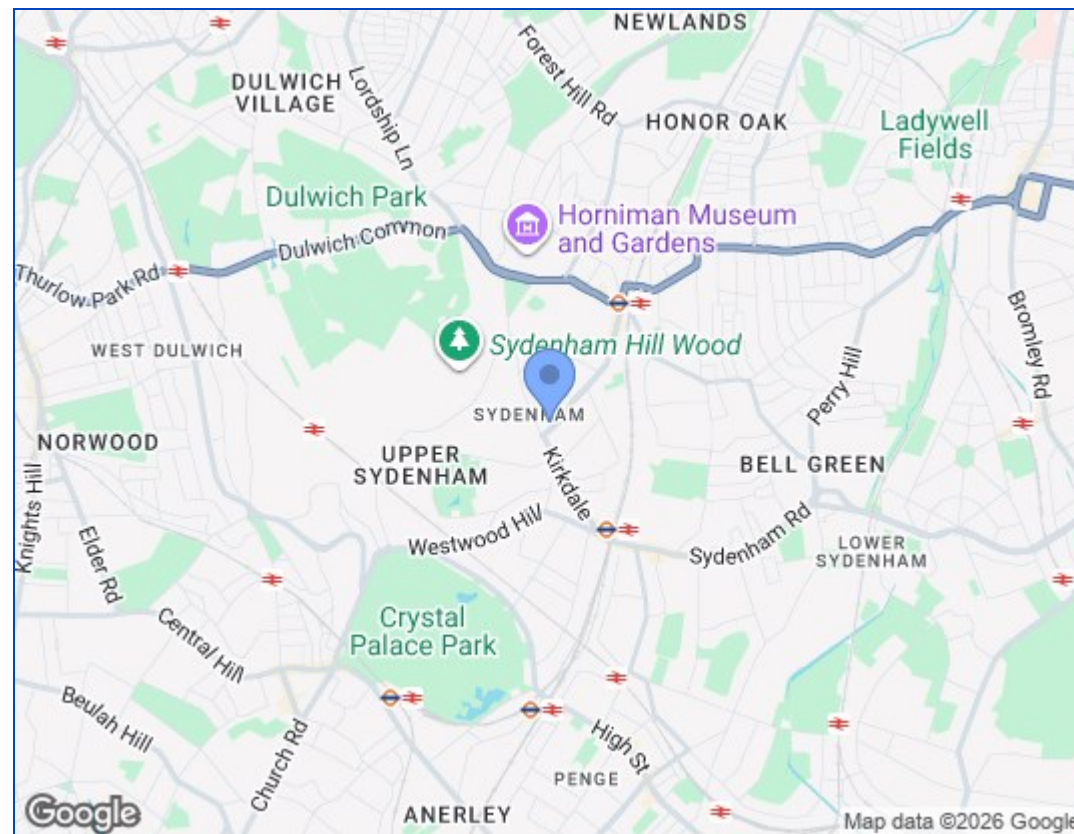 NEWLANDS
DULWICH
VILLAGE
Lordship Ln
Forest Hill Rd
HONOR OAK
Ladywell
Fields
Dulwich Park
Horniman Museum
and Gardens
Dulwich Common
Thurlow Park Rd
WEST DULWICH
Sydenham Hill Wood
Bromley Rd
Perry Hill
SYDENHAM
NORWOOD
UPPER
SYDENHAM
Kirkdale
BELL GREEN
Knights Hill
Elder Rd
Westwood Hill
Sydenham Rd
LOWER
SYDENHAM
Crystal
Palace Park
Central Hill
Beulah Hill
Church Rd
High St
PENGE
ANERLEY
Google
Map data ©2026 Google